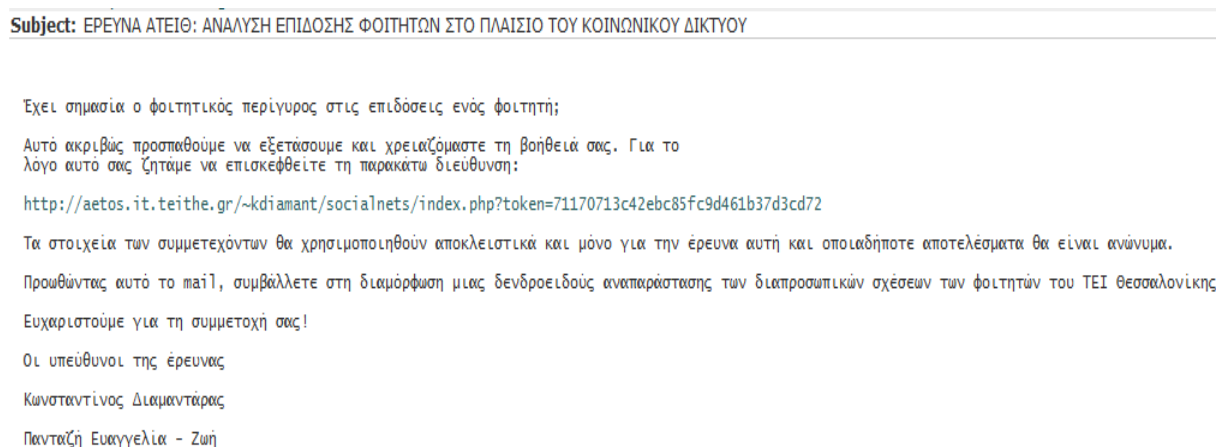 Subject: ΕΡΕΥΝΑ ΑΤΕΙΘ: ΑΝΑΛΥΣΗ ΕΠΙΔΟΣΗΣ ΦΟΙΤΗΤΩΝ ΣΤΟ ΠΛΑΙΣΙΟ ΤΟΥ ΚΟΙΝΩΝΙΚΟΥ ΔΙΚΤΥΟΥ
Έχει σημασία ο φοιτητικός περίγυρος στις επιδόσεις ενός φοιτητή;
Αυτό ακριβώς προσπαθούμε να εξετάσουμε και χρειαζόμαστε τη βοήθειά σας. Για το
λόγο αυτό σας ζητάμε να επισκεφθείτε τη παρακάτω διεύθυνση:
http://aetos.it.teithe.gr/~kdiamant/socialnets/index.php?token=71170713c42ebc85fc9d461b37d3cd72
Τα στοιχεία των συμμετεχόντων θα χρησιμοποιηθούν αποκλειστικά και μόνο για την έρευνα αυτή και οποιαδήποτε αποτελέσματα θα είναι ανώνυμα.
Προωθώντας αυτό το mail, συμβάλλετε στη διαμόρφωση μιας δενδροειδούς αναπαράστασης των διαπροσωπικών σχέσεων των φοιτητών του ΤΕΙ Θεσσαλονίκης
Ευχαριστούμε για τη συμμετοχή σας!
Οι υπεύθυνοι της έρευνας
Κωνσταντίνος Διαμαντάρας
Πανταζή Ευαγγελία - Ζωή